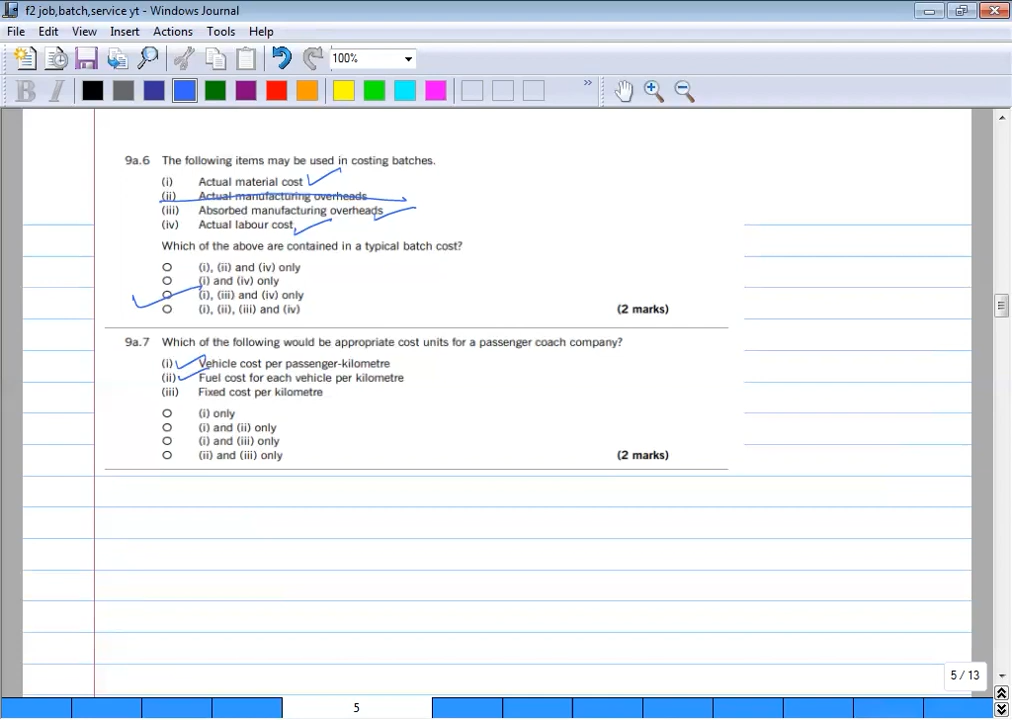 f2 job,batch,service yt - Windows Journal
File Edit View Insert Actions Tools Help
100%
B I »
9a.6 The following items may be used in costing batches.
(i) Actual material cost
(ii) Actual manufacturing overheads
(iii) Absorbed manufacturing overheads
(iv) Actual labour cost
Which of the above are contained in a typical batch cost?
(i), (ii) and (iv) only
(i) and (iv) only
(i), (iii) and (iv) only
(i), (ii), (iii) and (iv) (2 marks)
9a.7 Which of the following would be appropriate cost units for a passenger coach company?
(i) Vehicle cost per passenger-kilometre
(ii) Fuel cost for each vehicle per kilometre
(iii) Fixed cost per kilometre
(i) only
(i) and (ii) only
(i) and (iii) only
(ii) and (iii) only (2 marks)
5 / 13
5